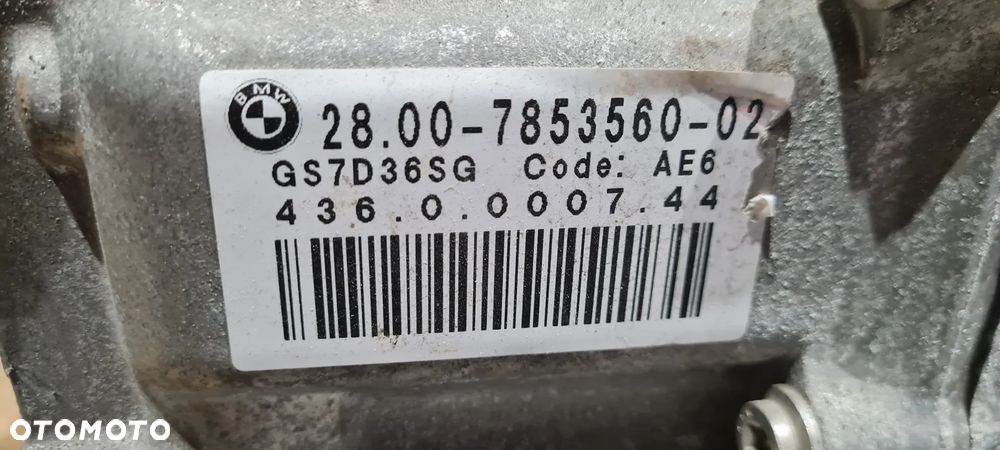 BMW
28.00-7853560-02
GS7D36SG Code: AE6
436.0.0007.44
OTOMOTO